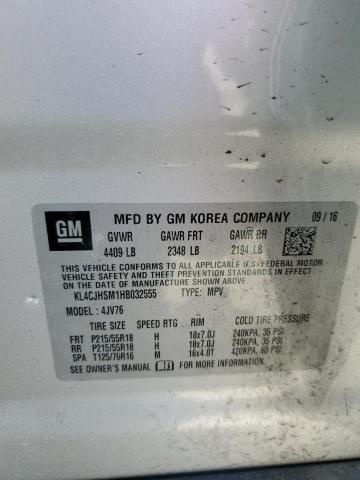 GM
MFD BY GM KOREA COMPANY 09/16
GVWR GAWR FRT GAWR RR
4409 LB 2348 LB 2194 LB
THIS VEHICLE CONFORMS TO ALL APPLICABLE U.S. FEDERAL MOTOR
VEHICLE SAFETY AND THEFT PREVENTION STANDARDS IN EFFECT ON
THE DATE OF MANUFACTURE SHOWN ABOVE.
KL4CJHSM1HB032555 TYPE: MPV
MODEL: 4JV76
TIRE SIZE SPEED RTG RIM COLD TIRE PRESSURE
FRT P215/55R18 H 18x7.0J 240KPA, 35 PSI
RR P215/55R18 H 18x7.0J 240KPA, 35 PSI
SPA T125/70R16 M 16x4.0T 420KPA, 60 PSI
SEE OWNER'S MANUAL FOR MORE INFORMATION.